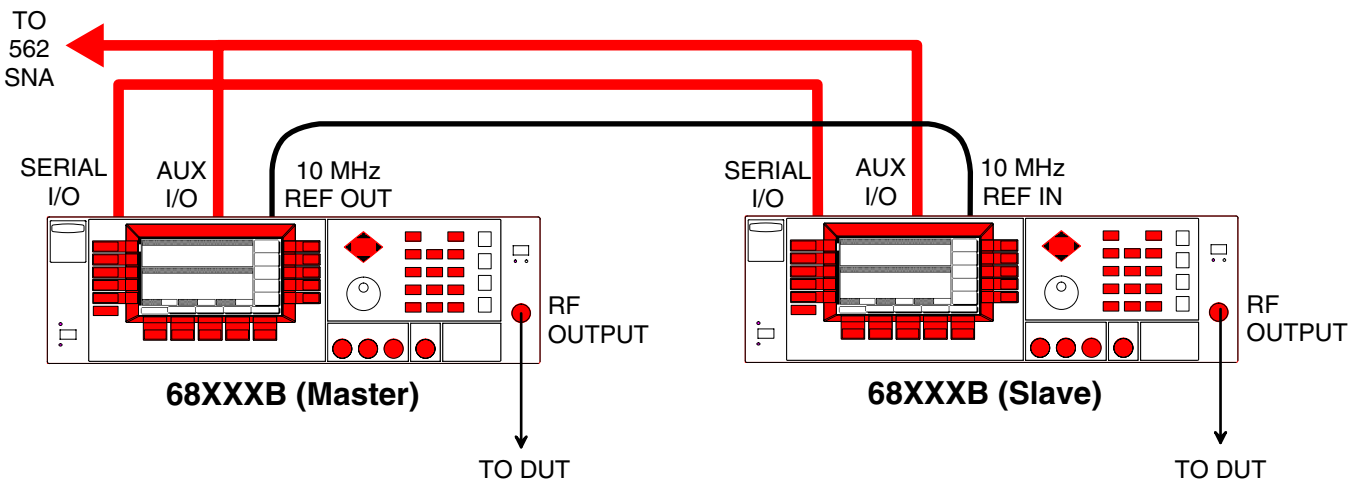 TO
562
SNA
SERIAL
I/O
AUX
I/O
10 MHz
REF OUT
SERIAL
I/O
AUX
I/O
10 MHz
REF IN
RF
OUTPUT
RF
OUTPUT
68XXXB (Master)
68XXXB (Slave)
TO DUT
TO DUT